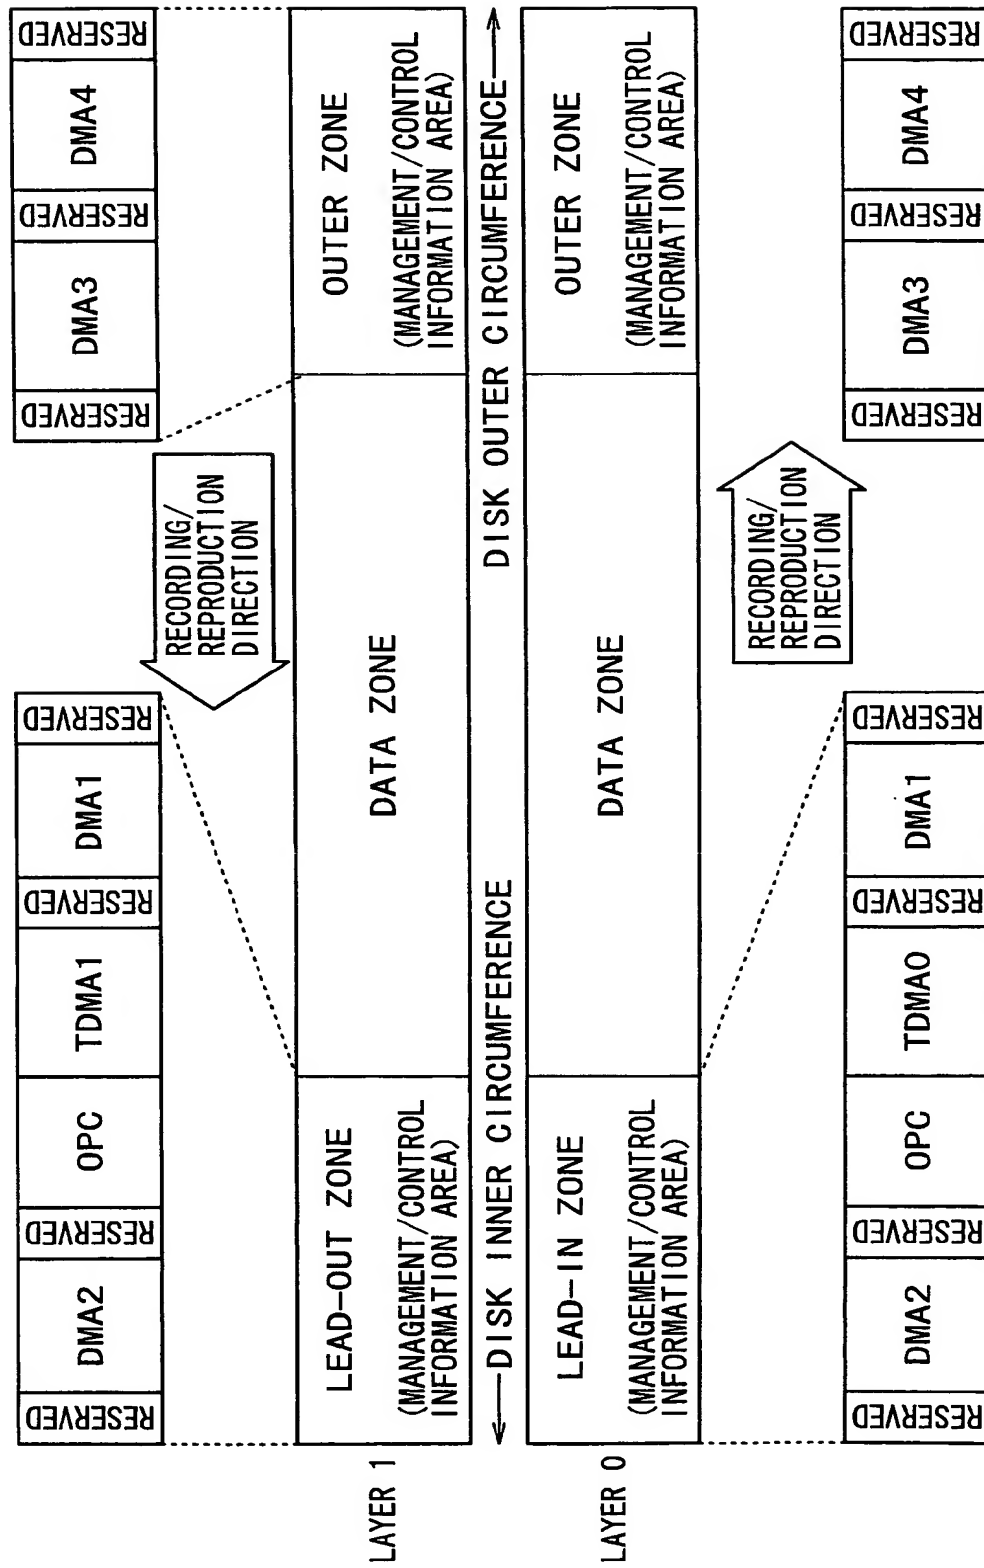 RESERVED
DMA2
RESERVED
OPC
TDMA1
RESERVED
DMA1
RESERVED
RESERVED
DMA3
RESERVED
DMA4
RESERVED
RECORDING/
REPRODUCTION
DIRECTION
LAYER 1
LEAD-OUT ZONE
(MANAGEMENT/CONTROL
INFORMATION AREA)
DATA ZONE
OUTER ZONE
(MANAGEMENT/CONTROL
INFORMATION AREA)
DISK INNER CIRCUMFERENCE
DISK OUTER CIRCUMFERENCE
LAYER 0
LEAD-IN ZONE
(MANAGEMENT/CONTROL
INFORMATION AREA)
DATA ZONE
OUTER ZONE
(MANAGEMENT/CONTROL
INFORMATION AREA)
RECORDING/
REPRODUCTION
DIRECTION
RESERVED
DMA2
RESERVED
OPC
TDMA0
RESERVED
DMA1
RESERVED
RESERVED
DMA3
RESERVED
DMA4
RESERVED